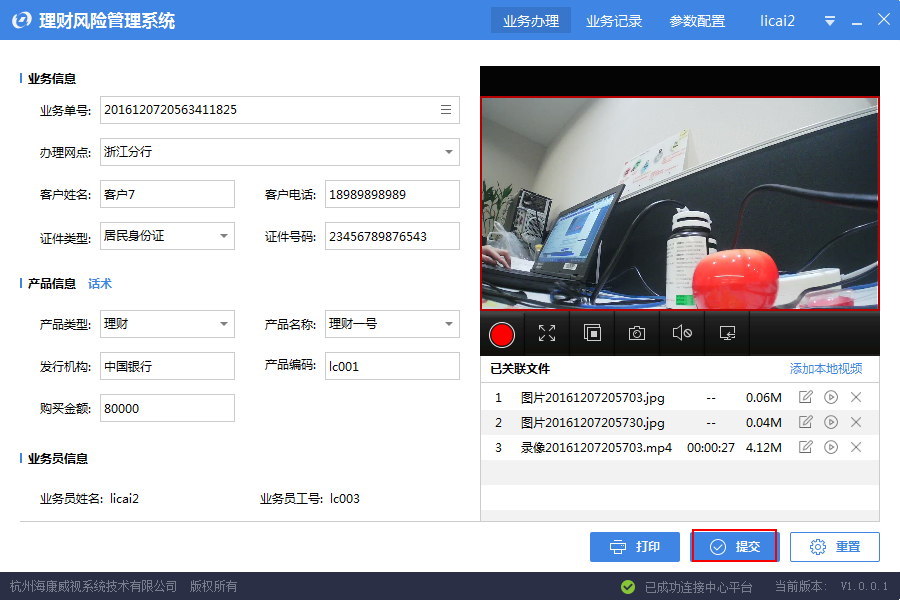 理财风险管理系统 业务办理 业务记录 参数配置 licai2
业务信息
业务单号: 2016120720563411825
办理网点: 浙江分行
客户姓名: 客户7 客户电话: 18989898989
证件类型: 居民身份证 证件号码: 23456789876543
产品信息 话术
产品类型: 理财 产品名称: 理财一号
发行机构: 中国银行 产品编码: lc001
购买金额: 80000
业务员信息
业务员姓名: licai2 业务员工号: lc003
已关联文件 添加本地视频
1 图片20161207205703.jpg -- 0.06M
2 图片20161207205730.jpg -- 0.04M
3 录像20161207205703.mp4 00:00:27 4.12M
打印 提交 重置
杭州海康威视系统技术有限公司 版权所有 已成功连接中心平台 当前版本: V1.0.0.1